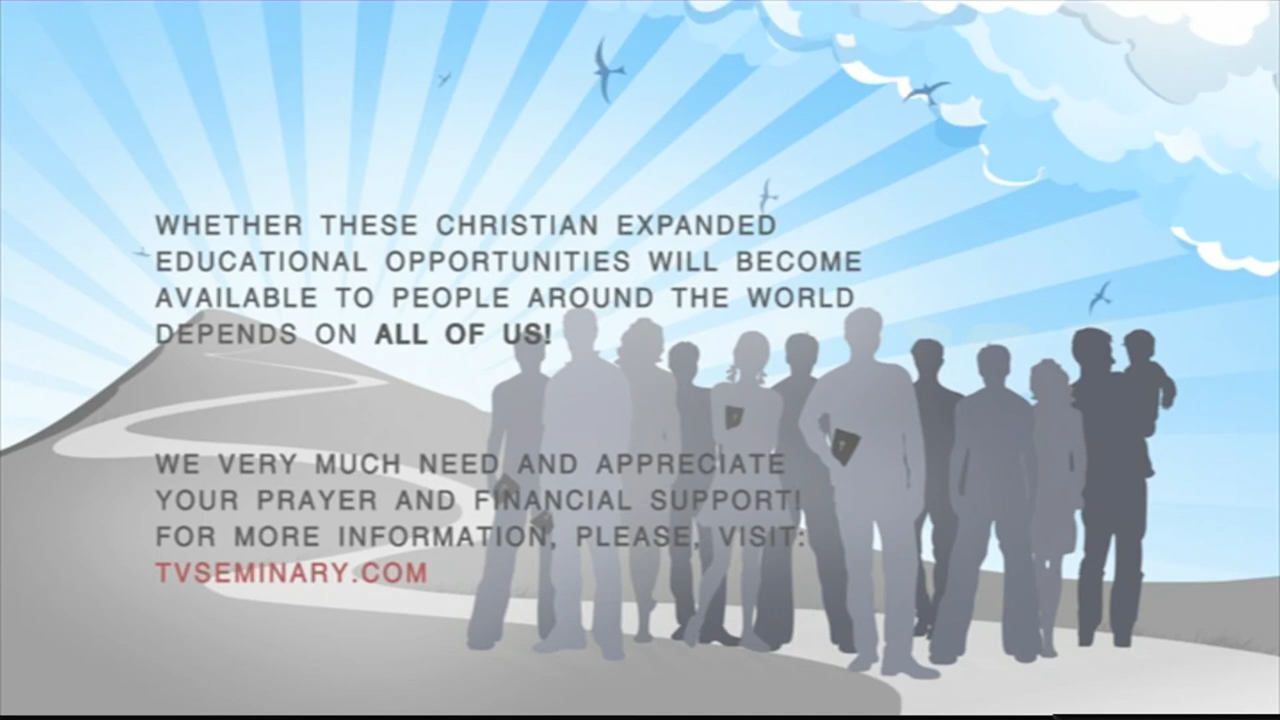 WHETHER THESE CHRISTIAN EXPANDED
EDUCATIONAL OPPORTUNITIES WILL BECOME
AVAILABLE TO PEOPLE AROUND THE WORLD
DEPENDS ON ALL OF US!
WE VERY MUCH NEED AND APPRECIATE
YOUR PRAYER AND FINANCIAL SUPPORT!
FOR MORE INFORMATION, PLEASE, VISIT:
TVSEMINARY.COM